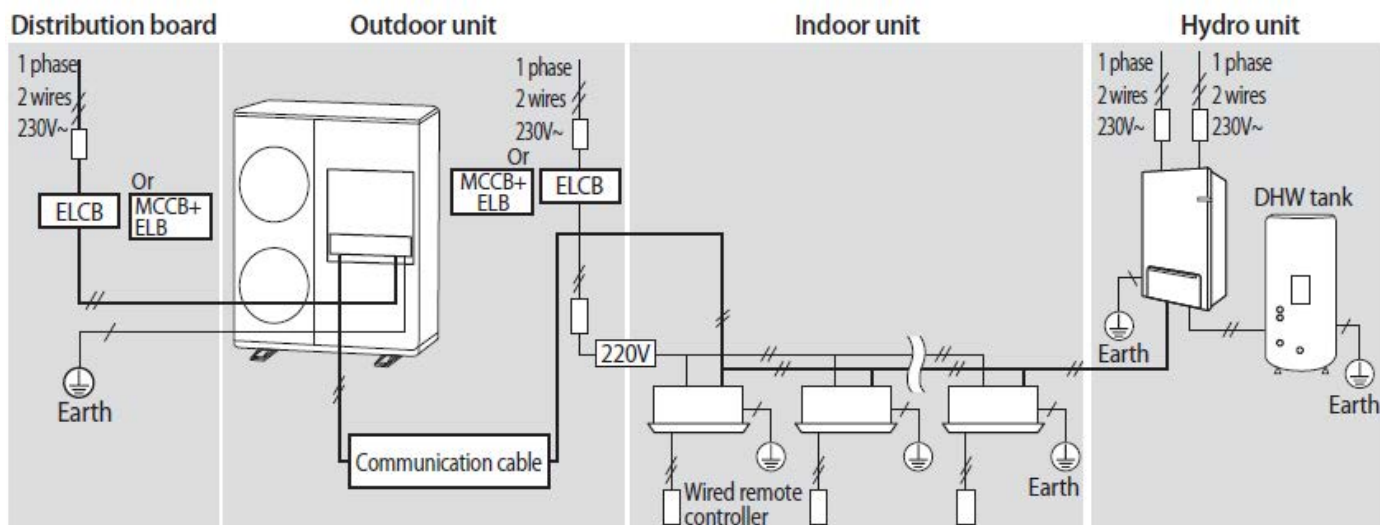 Distribution board
Outdoor unit
Indoor unit
Hydro unit
1 phase
2 wires
230V~
Or
ELCB
MCCB+
ELB
Earth
1 phase
2 wires
230V~
Or
MCCB+
ELB
ELCB
Communication cable
220V
Wired remote
controller
Earth
1 phase
2 wires
230V~
1 phase
2 wires
230V~
DHW tank
Earth
Earth